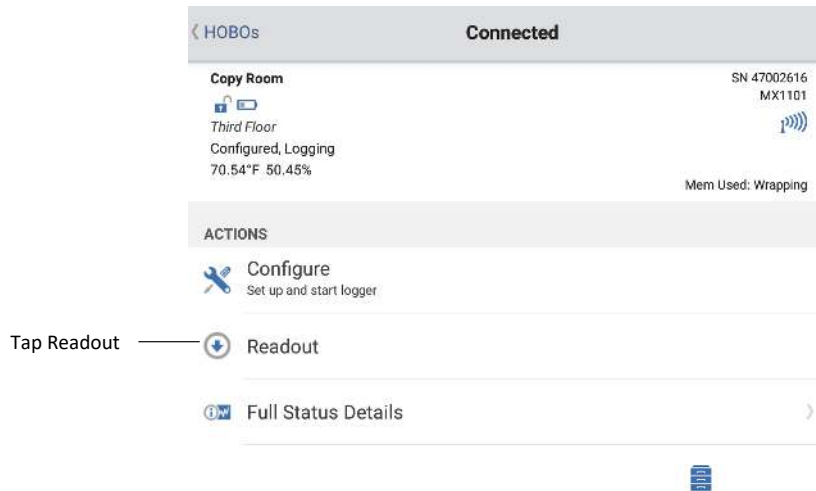 HOBOs
Connected
Copy Room
SN 47002616
MX1101
Third Floor
Configured, Logging
70.54°F 50.45%
Mem Used: Wrapping
ACTIONS
Configure
Set up and start logger
Tap Readout
Readout
Full Status Details